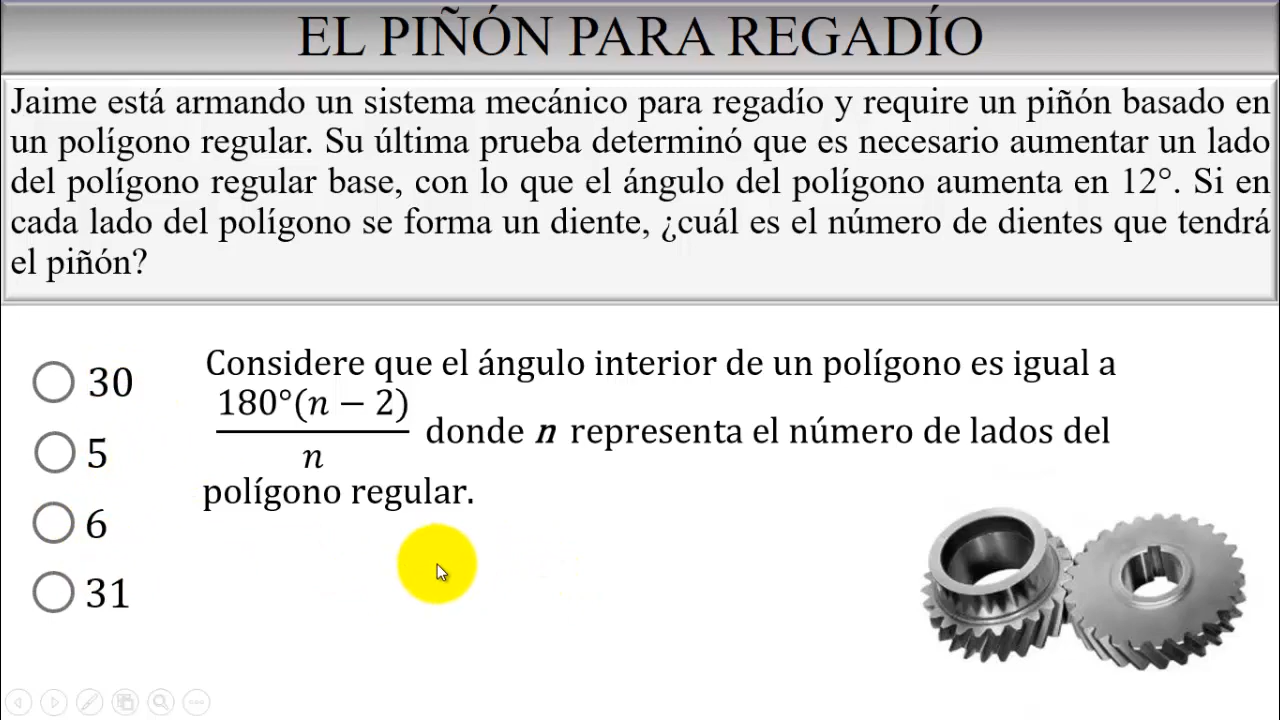 EL PIÑÓN PARA REGADÍO
Jaime está armando un sistema mecánico para regadío y require un piñón basado en
un polígono regular. Su última prueba determinó que es necesario aumentar un lado
del polígono regular base, con lo que el ángulo del polígono aumenta en 12°. Si en
cada lado del polígono se forma un diente, ¿cuál es el número de dientes que tendrá
el piñón?
30
5
6
31
Considere que el ángulo interior de un polígono es igual a
180°(n − 2)
n
donde n representa el número de lados del
polígono regular.